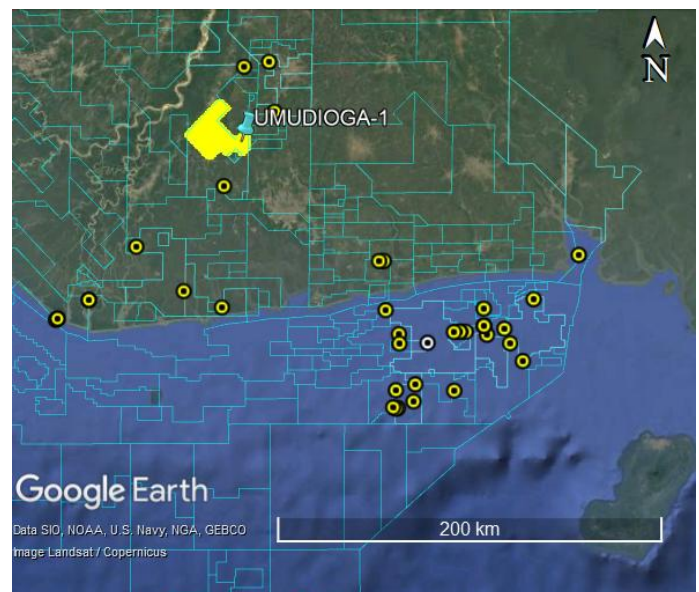 N
UMUDIOGA-1
Google Earth
Data SIO, NOAA, U.S. Navy, NGA, GEBCO
Image Landsat / Copernicus
200 km